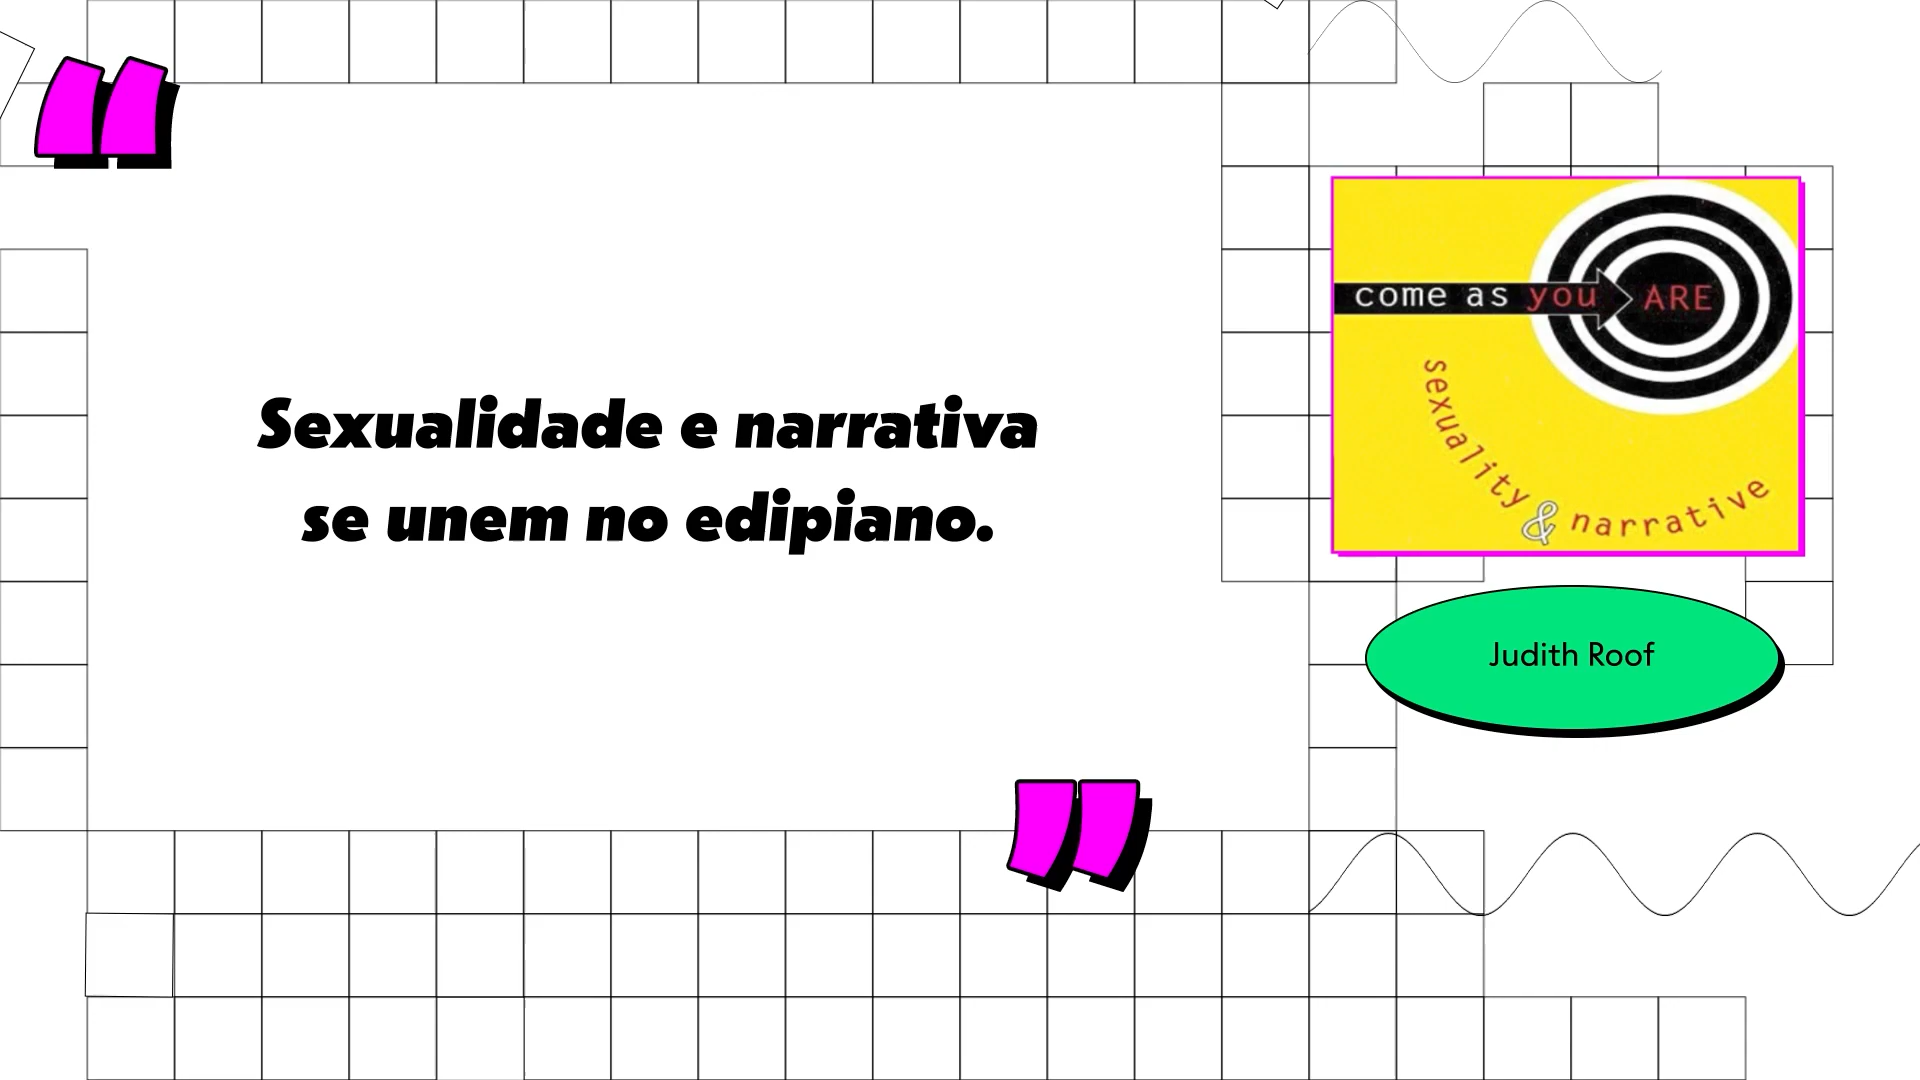 Sexualidade e narrativa
se unem no edipiano.
come as you ARE
sexuality & narrative
Judith Roof